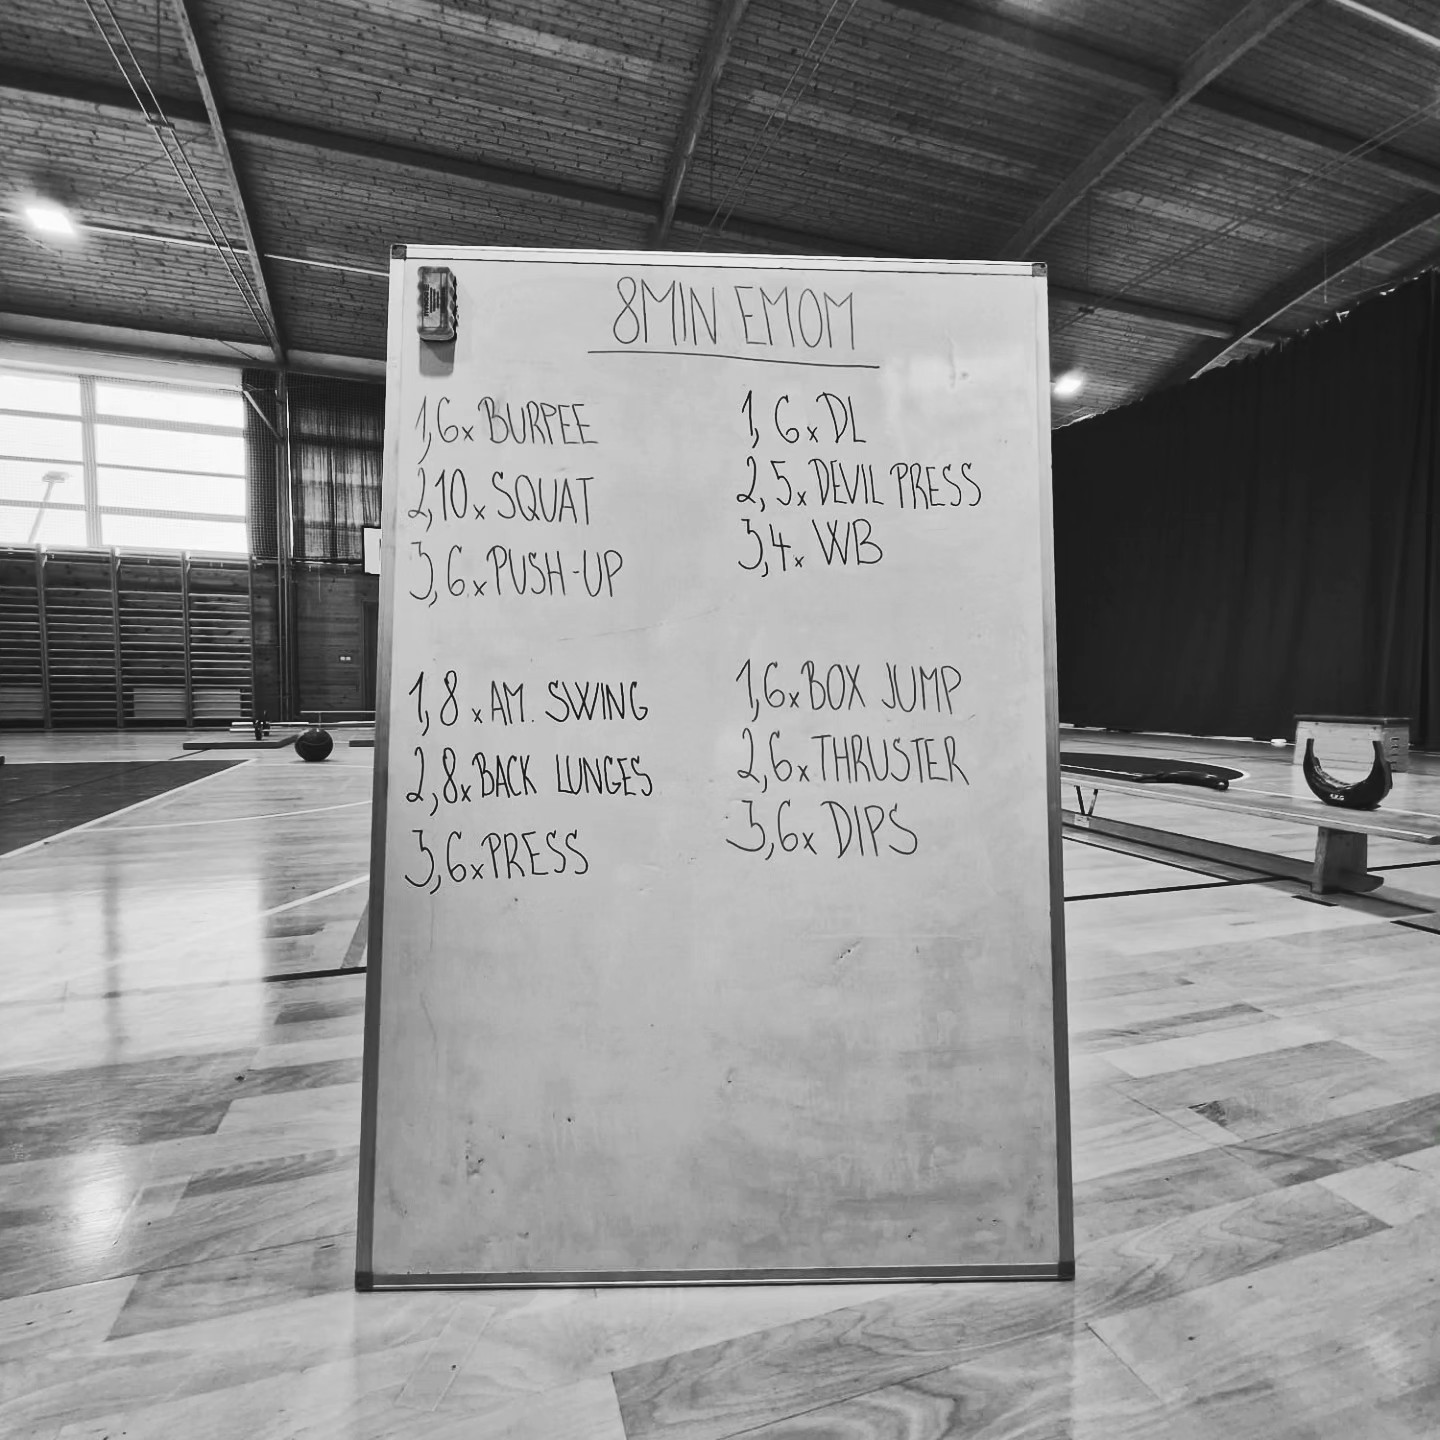 8MIN EMOM
1, 6x BURPEE
2, 10x SQUAT
3, 6x PUSH-UP
1, 6x DL
2, 5x DEVIL PRESS
3, 4x WB
1, 8x AM. SWING
2, 8x BACK LUNGES
3, 6x PRESS
1, 6x BOX JUMP
2, 6x THRUSTER
3, 6x DIPS